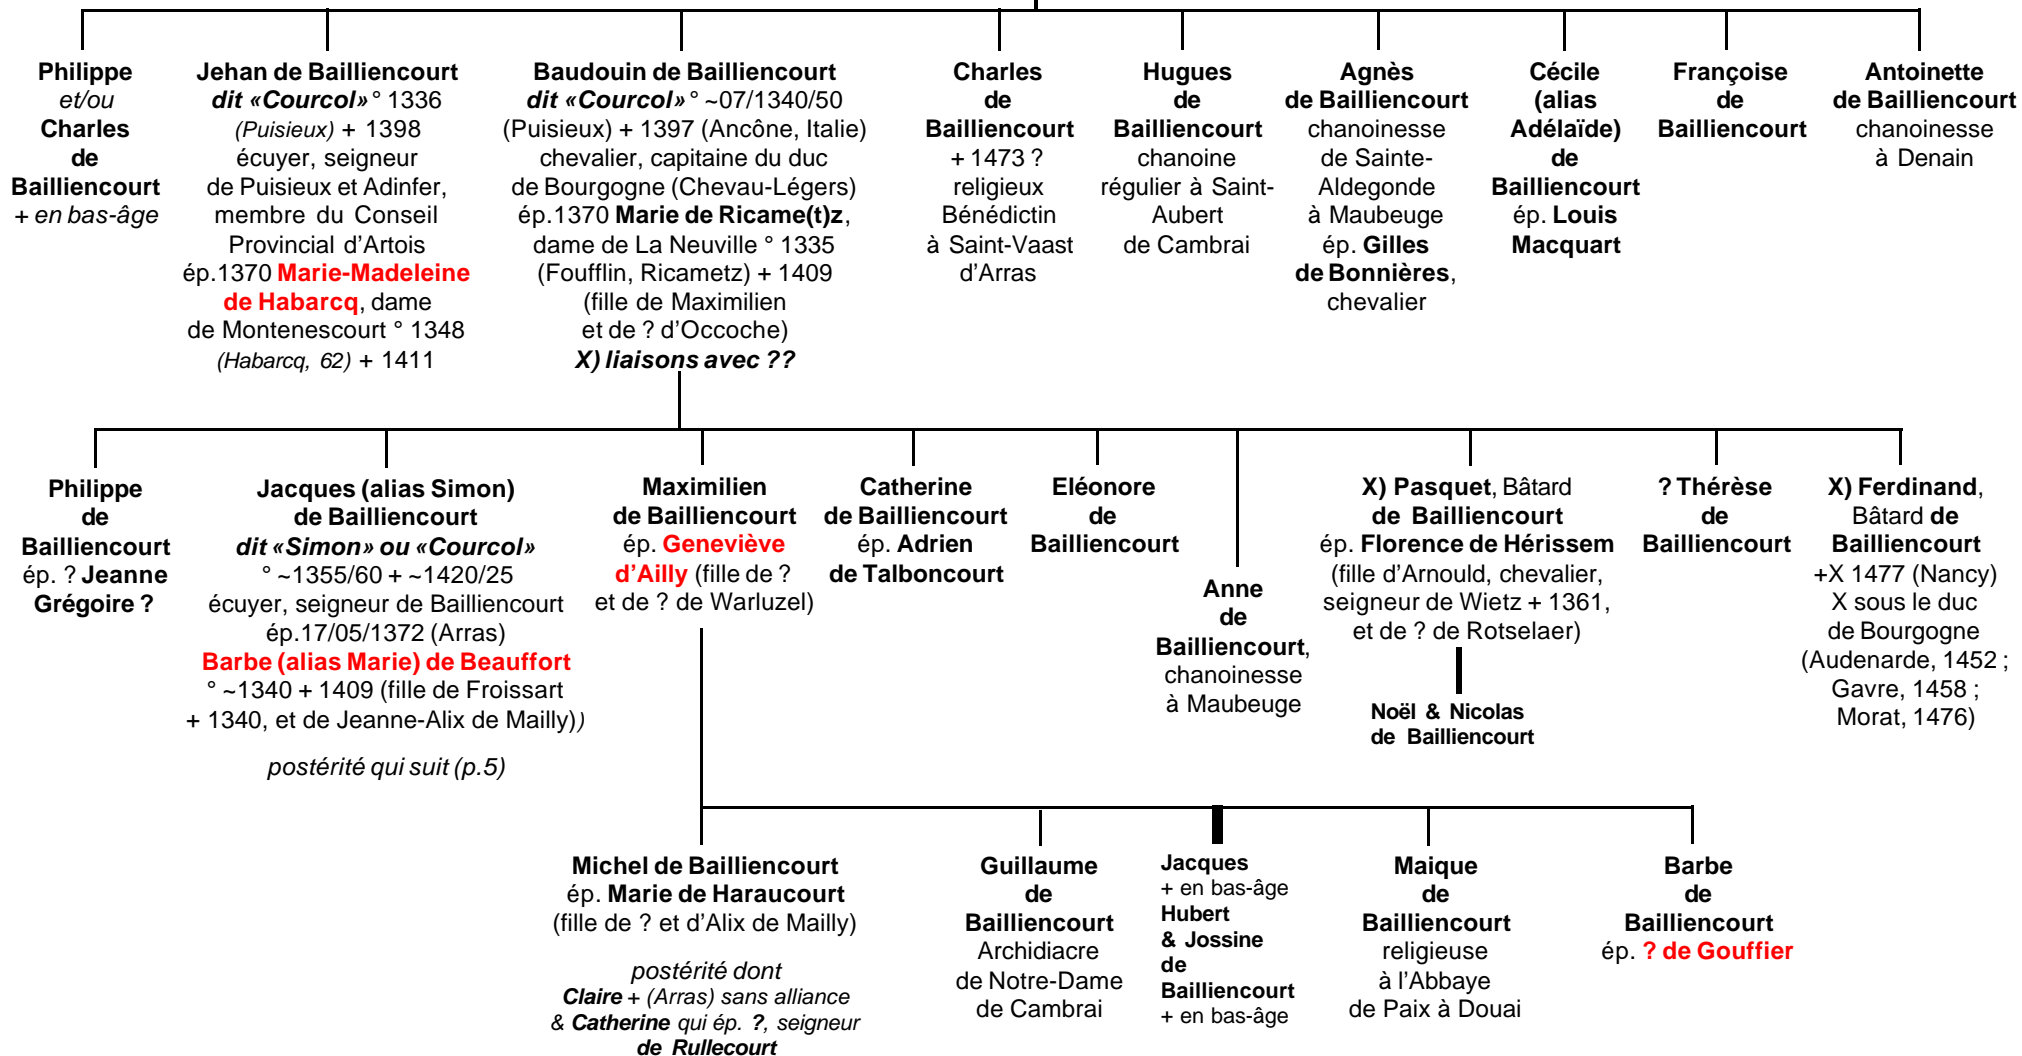 Philippe
et/ou
Charles
de
Bailliencourt
+ en bas-âge
Jehan de Bailliencourt
dit «Courcol» ° 1336
(Puisieux) + 1398
écuyer, seigneur
de Puisieux et Adinfer,
membre du Conseil
Provincial d'Artois
ép.1370 Marie-Madeleine
de Habarcq, dame
de Montenescourt ° 1348
(Habarcq, 62) + 1411
Baudouin de Bailliencourt
dit «Courcol» ° ~07/1340/50
(Puisieux) + 1397 (Ancône, Italie)
chevalier, capitaine du duc
de Bourgogne (Chevau-Légers)
ép.1370 Marie de Ricame(t)z,
dame de La Neuville ° 1335
(Foufflin, Ricametz) + 1409
(fille de Maximilien
et de ? d'Occoche)
X) liaisons avec ??
Charles
de
Bailliencourt
+ 1473 ?
religieux
Bénédictin
à Saint-Vaast
d'Arras
Hugues
de
Bailliencourt
chanoine
régulier à Saint-
Aubert
de Cambrai
Agnès
de Bailliencourt
chanoinesse
de Sainte-
Aldegonde
à Maubeuge
ép. Gilles
de Bonnières,
chevalier
Cécile
(alias
Adélaïde)
de
Bailliencourt
ép. Louis
Macquart
Françoise
de
Bailliencourt
Antoinette
de Bailliencourt
chanoinesse
à Denain
Philippe
de
Bailliencourt
ép. ? Jeanne
Grégoire ?
Jacques (alias Simon)
de Bailliencourt
dit «Simon» ou «Courcol»
° ~1355/60 + ~1420/25
écuyer, seigneur de Bailliencourt
ép.17/05/1372 (Arras)
Barbe (alias Marie) de Beauffort
° ~1340 + 1409 (fille de Froissart
+ 1340, et de Jeanne-Alix de Mailly))
postérité qui suit (p.5)
Maximilien
de Bailliencourt
ép. Geneviève
d'Ailly (fille de ?
et de ? de Warluzel)
Catherine
de Bailliencourt
ép. Adrien
de Talboncourt
Eléonore
de
Bailliencourt
Anne
de
Bailliencourt,
chanoinesse
à Maubeuge
X) Pasquet, Bâtard
de Bailliencourt
ép. Florence de Hérissem
(fille d'Arnould, chevalier,
seigneur de Wietz + 1361,
et de ? de Rotselaer)
Noël & Nicolas
de Bailliencourt
? Thérèse
de
Bailliencourt
X) Ferdinand,
Bâtard de
Bailliencourt
+X 1477 (Nancy)
X sous le duc
de Bourgogne
(Audenarde, 1452 ;
Gavre, 1458 ;
Morat, 1476)
Michel de Bailliencourt
ép. Marie de Haraucourt
(fille de ? et d'Alix de Mailly)
postérité dont
Claire + (Arras) sans alliance
& Catherine qui ép. ?, seigneur
de Rullecourt
Guillaume
de
Bailliencourt
Archidiacre
de Notre-Dame
de Cambrai
Jacques
+ en bas-âge
Hubert
& Jossine
de
Bailliencourt
+ en bas-âge
Maique
de
Bailliencourt
religieuse
à l'Abbaye
de Paix à Douai
Barbe
de
Bailliencourt
ép. ? de Gouffier